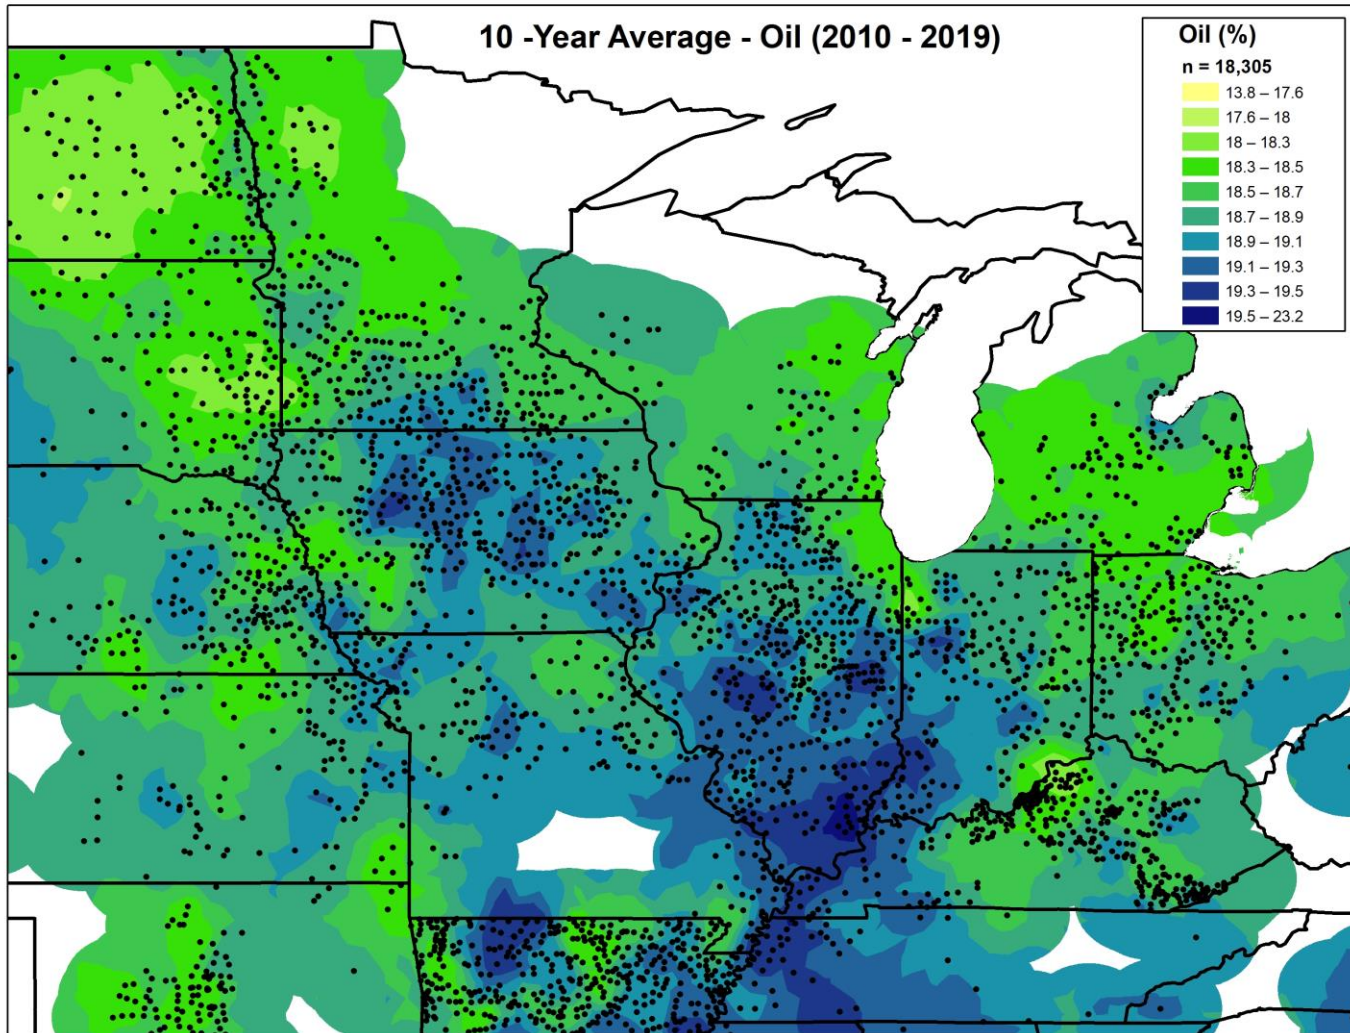 10 -Year Average - Oil (2010 - 2019)
Oil (%)
n = 18,305
13.8 – 17.6
17.6 – 18
18 – 18.3
18.3 – 18.5
18.5 – 18.7
18.7 – 18.9
18.9 – 19.1
19.1 – 19.3
19.3 – 19.5
19.5 – 23.2